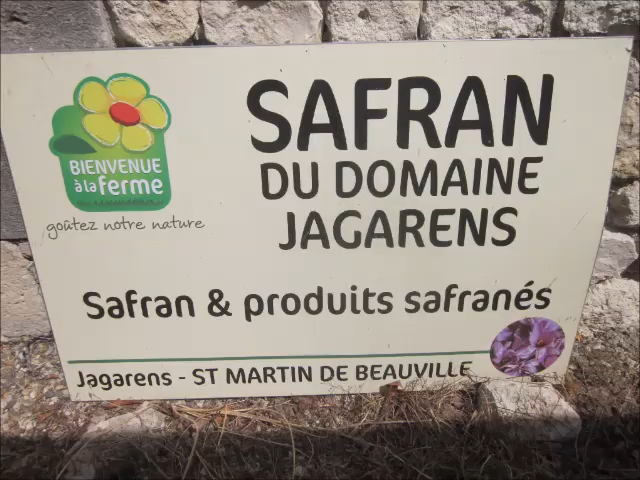 BIENVENUE
à la ferme
goûtez notre nature
SAFRAN
DU DOMAINE
JAGARENS
Safran & produits safranés
Jagarens - ST MARTIN DE BEAUVILLE